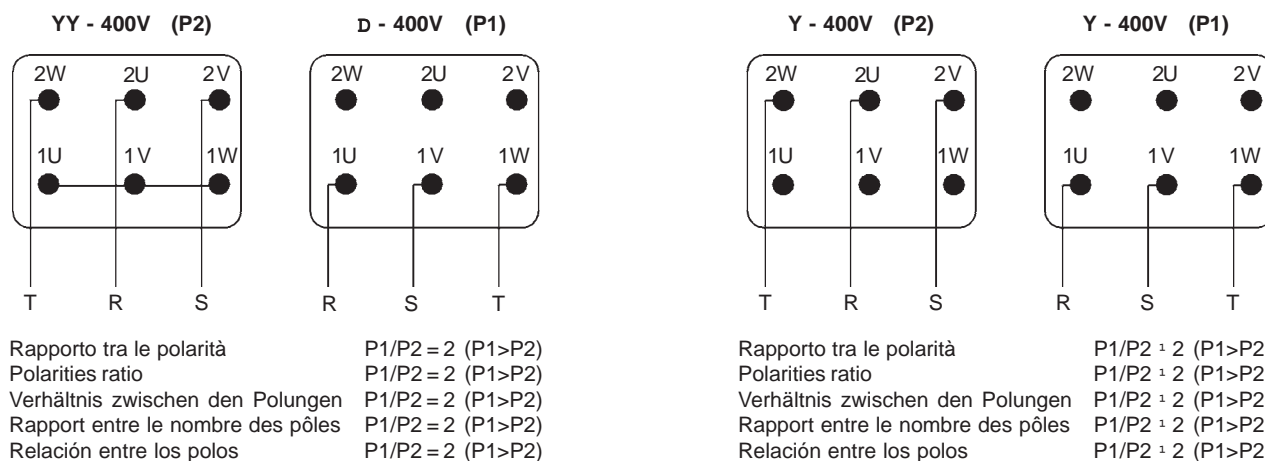 YY - 400V (P2) D - 400V (P1) Y - 400V (P2) Y - 400V (P1)
2W 2U 2V 2W 2U 2V 2W 2U 2V 2W 2U 2V
1U 1V 1W 1U 1V 1W 1U 1V 1W 1U 1V 1W
T R S R S T T R S R S T
Rapporto tra le polarità P1/P2 = 2 (P1>P2) Rapporto tra le polarità P1/P2 ¹ 2 (P1>P2
Polarities ratio P1/P2 = 2 (P1>P2) Polarities ratio P1/P2 ¹ 2 (P1>P2
Verhältnis zwischen den Polungen P1/P2 = 2 (P1>P2) Verhältnis zwischen den Polungen P1/P2 ¹ 2 (P1>P2
Rapport entre le nombre des pôles P1/P2 = 2 (P1>P2) Rapport entre le nombre des pôles P1/P2 ¹ 2 (P1>P2
Relación entre los polos P1/P2 = 2 (P1>P2) Relación entre los polos P1/P2 ¹ 2 (P1>P2